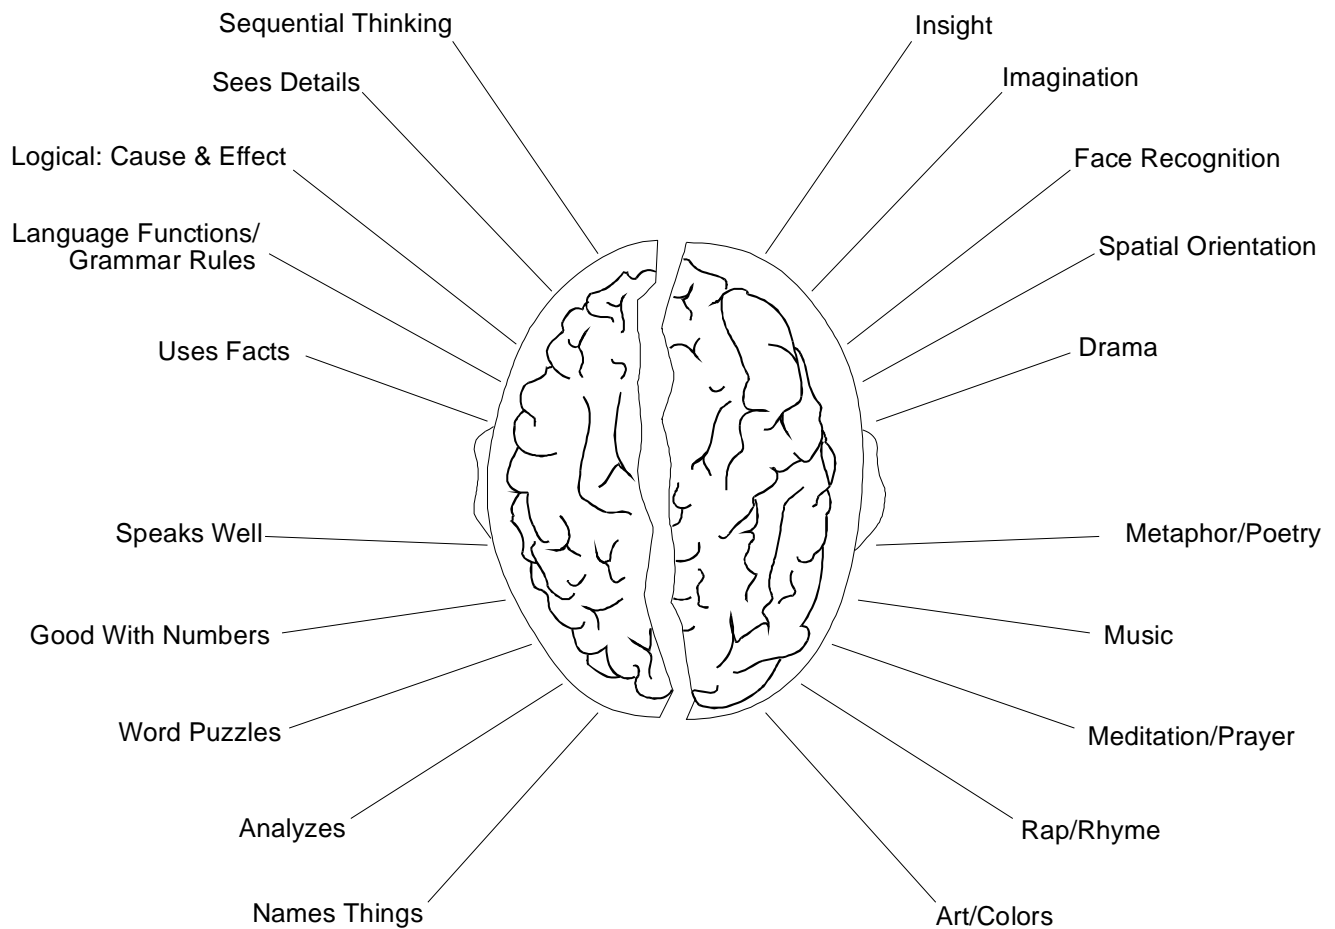 Sequential Thinking
Sees Details
Logical: Cause & Effect
Language Functions/
Grammar Rules
Uses Facts
Speaks Well
Good With Numbers
Word Puzzles
Analyzes
Names Things
Insight
Imagination
Face Recognition
Spatial Orientation
Drama
Metaphor/Poetry
Music
Meditation/Prayer
Rap/Rhyme
Art/Colors